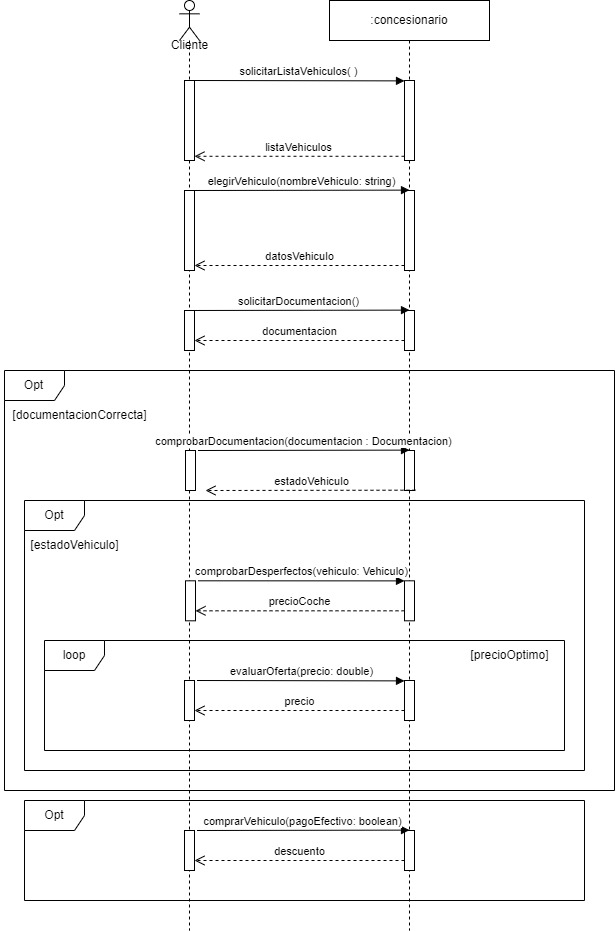 Cliente
:concesionario
solicitarListaVehiculos( )
listaVehiculos
elegirVehiculo(nombreVehiculo: string)
datosVehiculo
solicitarDocumentacion()
documentacion
Opt
[documentacionCorrecta]
comprobarDocumentacion(documentacion : Documentacion)
estadoVehiculo
Opt
[estadoVehiculo]
comprobarDesperfectos(vehiculo: Vehiculo)
precioCoche
loop
[precioOptimo]
evaluarOferta(precio: double)
precio
Opt
comprarVehiculo(pagoEfectivo: boolean)
descuento